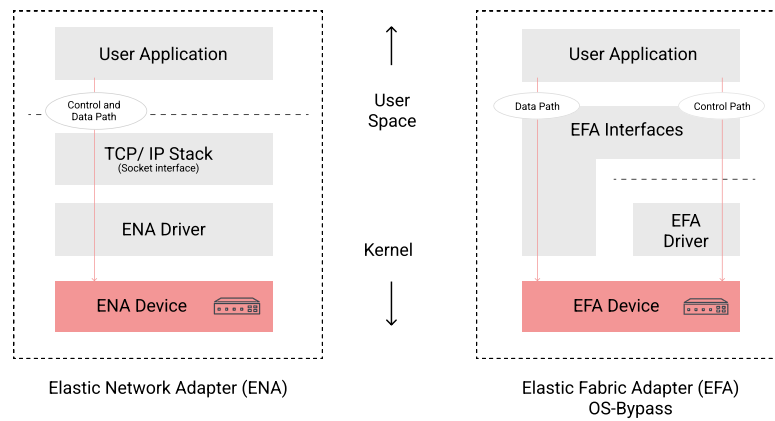 User Application
Control and
Data Path
TCP/ IP Stack
(Socket interface)
ENA Driver
ENA Device
Elastic Network Adapter (ENA)
User
Space
Kernel
User Application
Data Path
Control Path
EFA Interfaces
EFA
Driver
EFA Device
Elastic Fabric Adapter (EFA)
OS-Bypass